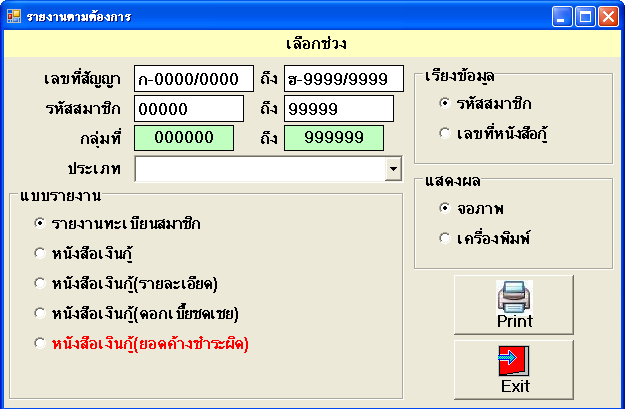 รายงานตามต้องการ
เลือกช่วง
เลขที่สัญญา ก-0000/0000 ถึง ฮ-9999/9999
รหัสสมาชิก 00000 ถึง 99999
กลุ่มที่ 000000 ถึง 999999
ประเภท
แบบรายงาน
รายงานทะเบียนสมาชิก
หนังสือเงินกู้
หนังสือเงินกู้(รายละเอียด)
หนังสือเงินกู้(ดอกเบี้ยชดเชย)
หนังสือเงินกู้(ยอดค้างชำระผิด)
เรียงข้อมูล
รหัสสมาชิก
เลขที่หนังสือกู้
แสดงผล
จอภาพ
เครื่องพิมพ์
Print
Exit